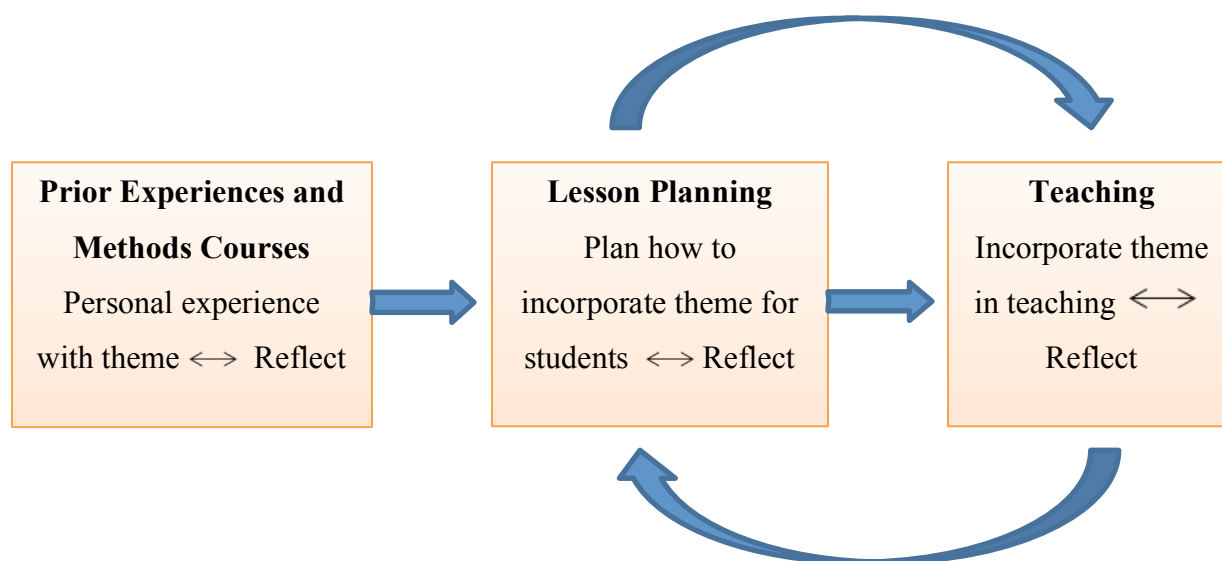 Prior Experiences and
Methods Courses
Personal experience
with theme ↔ Reflect
Lesson Planning
Plan how to
incorporate theme for
students ↔ Reflect
Teaching
Incorporate theme
in teaching ↔
Reflect